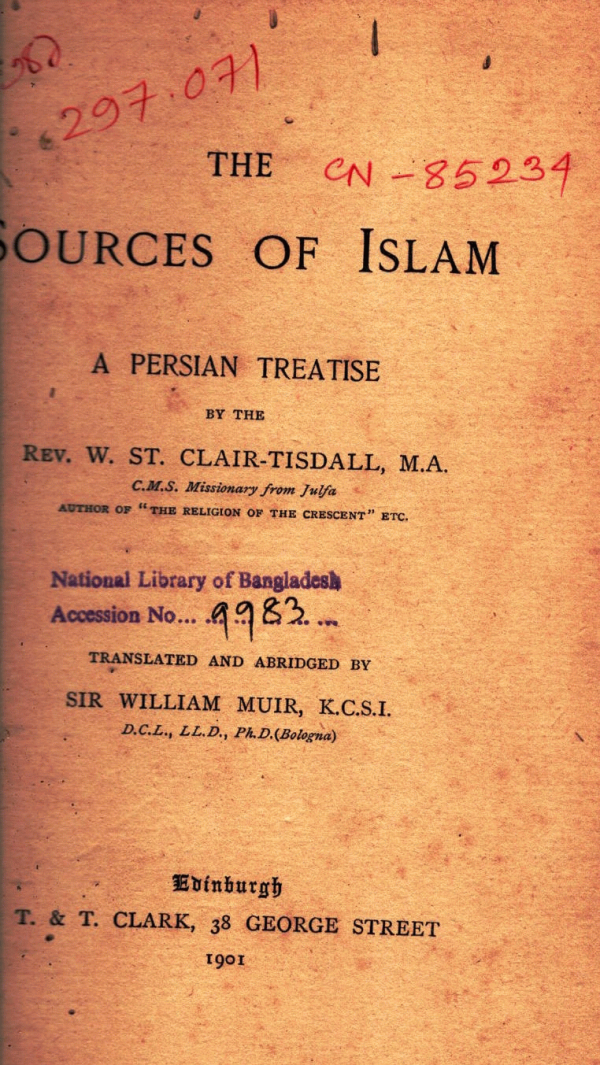 297.071
THE
CN - 85234
SOURCES OF ISLAM
A PERSIAN TREATISE
BY THE
REV. W. ST. CLAIR-TISDALL, M.A.
C.M.S. Missionary from Julfa
AUTHOR OF "THE RELIGION OF THE CRESCENT" ETC.
National Library of Bangladesh
Accession No... 9983 ...
TRANSLATED AND ABRIDGED BY
SIR WILLIAM MUIR, K.C.S.I.
D.C.L., LL.D., Ph.D.(Bologna)
Edinburgh
T. & T. CLARK, 38 GEORGE STREET
1901